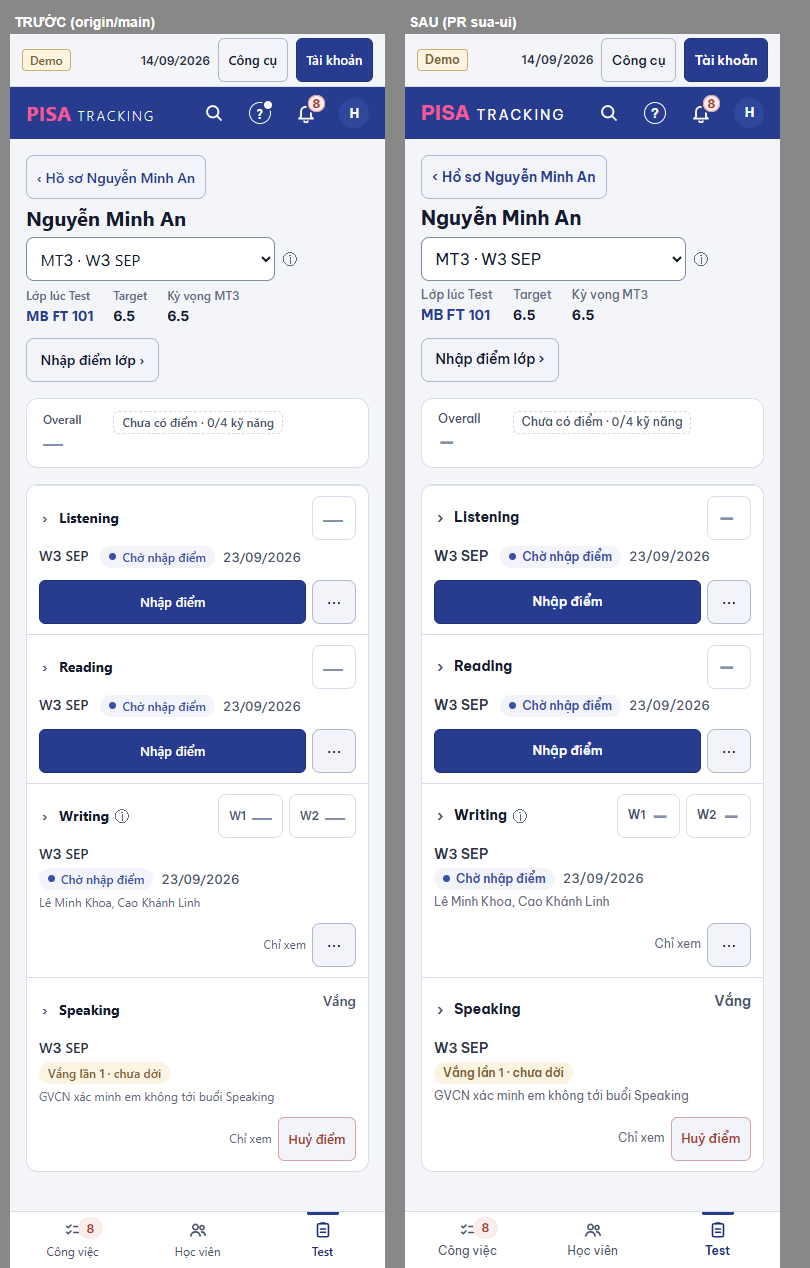 TRƯỚC (origin/main)
Demo 14/09/2026 Công cụ Tài khoản
PISA TRACKING ? 8 H
‹ Hồ sơ Nguyễn Minh An
Nguyễn Minh An
MT3 · W3 SEP ⓘ
Lớp lúc Test Target Kỳ vọng MT3
MB FT 101 6.5 6.5
Nhập điểm lớp ›
Overall Chưa có điểm · 0/4 kỹ năng
—
› Listening —
W3 SEP Chờ nhập điểm 23/09/2026
Nhập điểm ...
› Reading —
W3 SEP Chờ nhập điểm 23/09/2026
Nhập điểm ...
› Writing ⓘ W1 — W2 —
W3 SEP
Chờ nhập điểm 23/09/2026
Lê Minh Khoa, Cao Khánh Linh
Chỉ xem ...
› Speaking Vắng
W3 SEP
Vắng lần 1 · chưa dời
GVCN xác minh em không tới buổi Speaking
Chỉ xem Huỷ điểm
8
Công việc Học viên Test
SAU (PR sua-ui)
Demo 14/09/2026 Công cụ Tài khoản
PISA TRACKING ? 8 H
‹ Hồ sơ Nguyễn Minh An
Nguyễn Minh An
MT3 · W3 SEP ⓘ
Lớp lúc Test Target Kỳ vọng MT3
MB FT 101 6.5 6.5
Nhập điểm lớp ›
Overall Chưa có điểm · 0/4 kỹ năng
—
› Listening —
W3 SEP Chờ nhập điểm 23/09/2026
Nhập điểm ...
› Reading —
W3 SEP Chờ nhập điểm 23/09/2026
Nhập điểm ...
› Writing ⓘ W1 — W2 —
W3 SEP
Chờ nhập điểm 23/09/2026
Lê Minh Khoa, Cao Khánh Linh
Chỉ xem ...
› Speaking Vắng
W3 SEP
Vắng lần 1 · chưa dời
GVCN xác minh em không tới buổi Speaking
Chỉ xem Huỷ điểm
8
Công việc Học viên Test